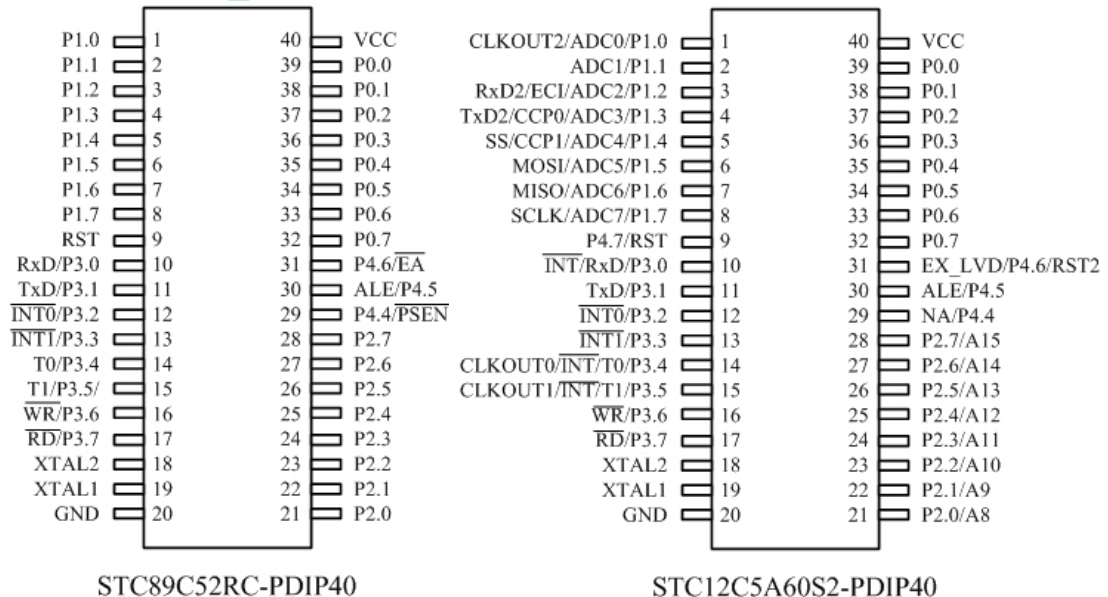 P1.0 1 40 VCC
P1.1 2 39 P0.0
P1.2 3 38 P0.1
P1.3 4 37 P0.2
P1.4 5 36 P0.3
P1.5 6 35 P0.4
P1.6 7 34 P0.5
P1.7 8 33 P0.6
RST 9 32 P0.7
RxD/P3.0 10 31 P4.6/E̅A̅
TxD/P3.1 11 30 ALE/P4.5
I̅N̅T̅0̅/P3.2 12 29 P4.4/P̅S̅E̅N̅
I̅N̅T̅1̅/P3.3 13 28 P2.7
T0/P3.4 14 27 P2.6
T1/P3.5/ 15 26 P2.5
W̅R̅/P3.6 16 25 P2.4
R̅D̅/P3.7 17 24 P2.3
XTAL2 18 23 P2.2
XTAL1 19 22 P2.1
GND 20 21 P2.0
STC89C52RC-PDIP40
CLKOUT2/ADC0/P1.0 1 40 VCC
ADC1/P1.1 2 39 P0.0
RxD2/ECI/ADC2/P1.2 3 38 P0.1
TxD2/CCP0/ADC3/P1.3 4 37 P0.2
SS/CCP1/ADC4/P1.4 5 36 P0.3
MOSI/ADC5/P1.5 6 35 P0.4
MISO/ADC6/P1.6 7 34 P0.5
SCLK/ADC7/P1.7 8 33 P0.6
P4.7/RST 9 32 P0.7
I̅N̅T̅/RxD/P3.0 10 31 EX_LVD/P4.6/RST2
TxD/P3.1 11 30 ALE/P4.5
I̅N̅T̅0̅/P3.2 12 29 NA/P4.4
I̅N̅T̅1̅/P3.3 13 28 P2.7/A15
CLKOUT0/I̅N̅T̅/T0/P3.4 14 27 P2.6/A14
CLKOUT1/I̅N̅T̅/T1/P3.5 15 26 P2.5/A13
W̅R̅/P3.6 16 25 P2.4/A12
R̅D̅/P3.7 17 24 P2.3/A11
XTAL2 18 23 P2.2/A10
XTAL1 19 22 P2.1/A9
GND 20 21 P2.0/A8
STC12C5A60S2-PDIP40